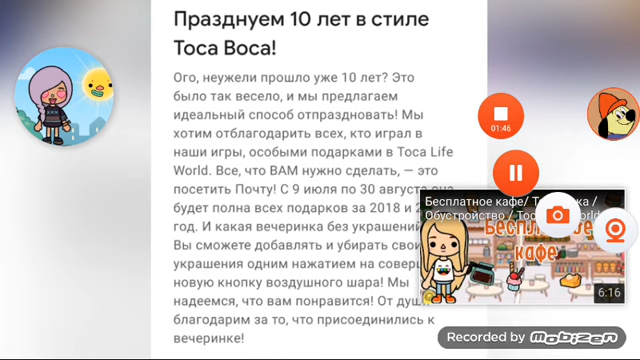 Празднуем 10 лет в стиле
Toca Boca!
Ого, неужели прошло уже 10 лет? Это
было так весело, и мы предлагаем
идеальный способ отпраздновать! Мы
хотим отблагодарить всех, кто играл в
наши игры, особыми подарками в Toca Life
World. Все, что ВАМ нужно сделать, — это
посетить Почту! С 9 июля по 30 августа она
будет полна всех подарков за 2018 и
год. И какая вечеринка без украшений
Вы сможете добавлять и убирать свои
украшения одним нажатием на
новую кнопку воздушного шара! Мы
надеемся, что вам понравится! От
благодарим за то, что присоединились к
вечеринке!
01:46
Бесплатное кафе/
Обустройство /
кафе
6:16
Recorded by mobizen